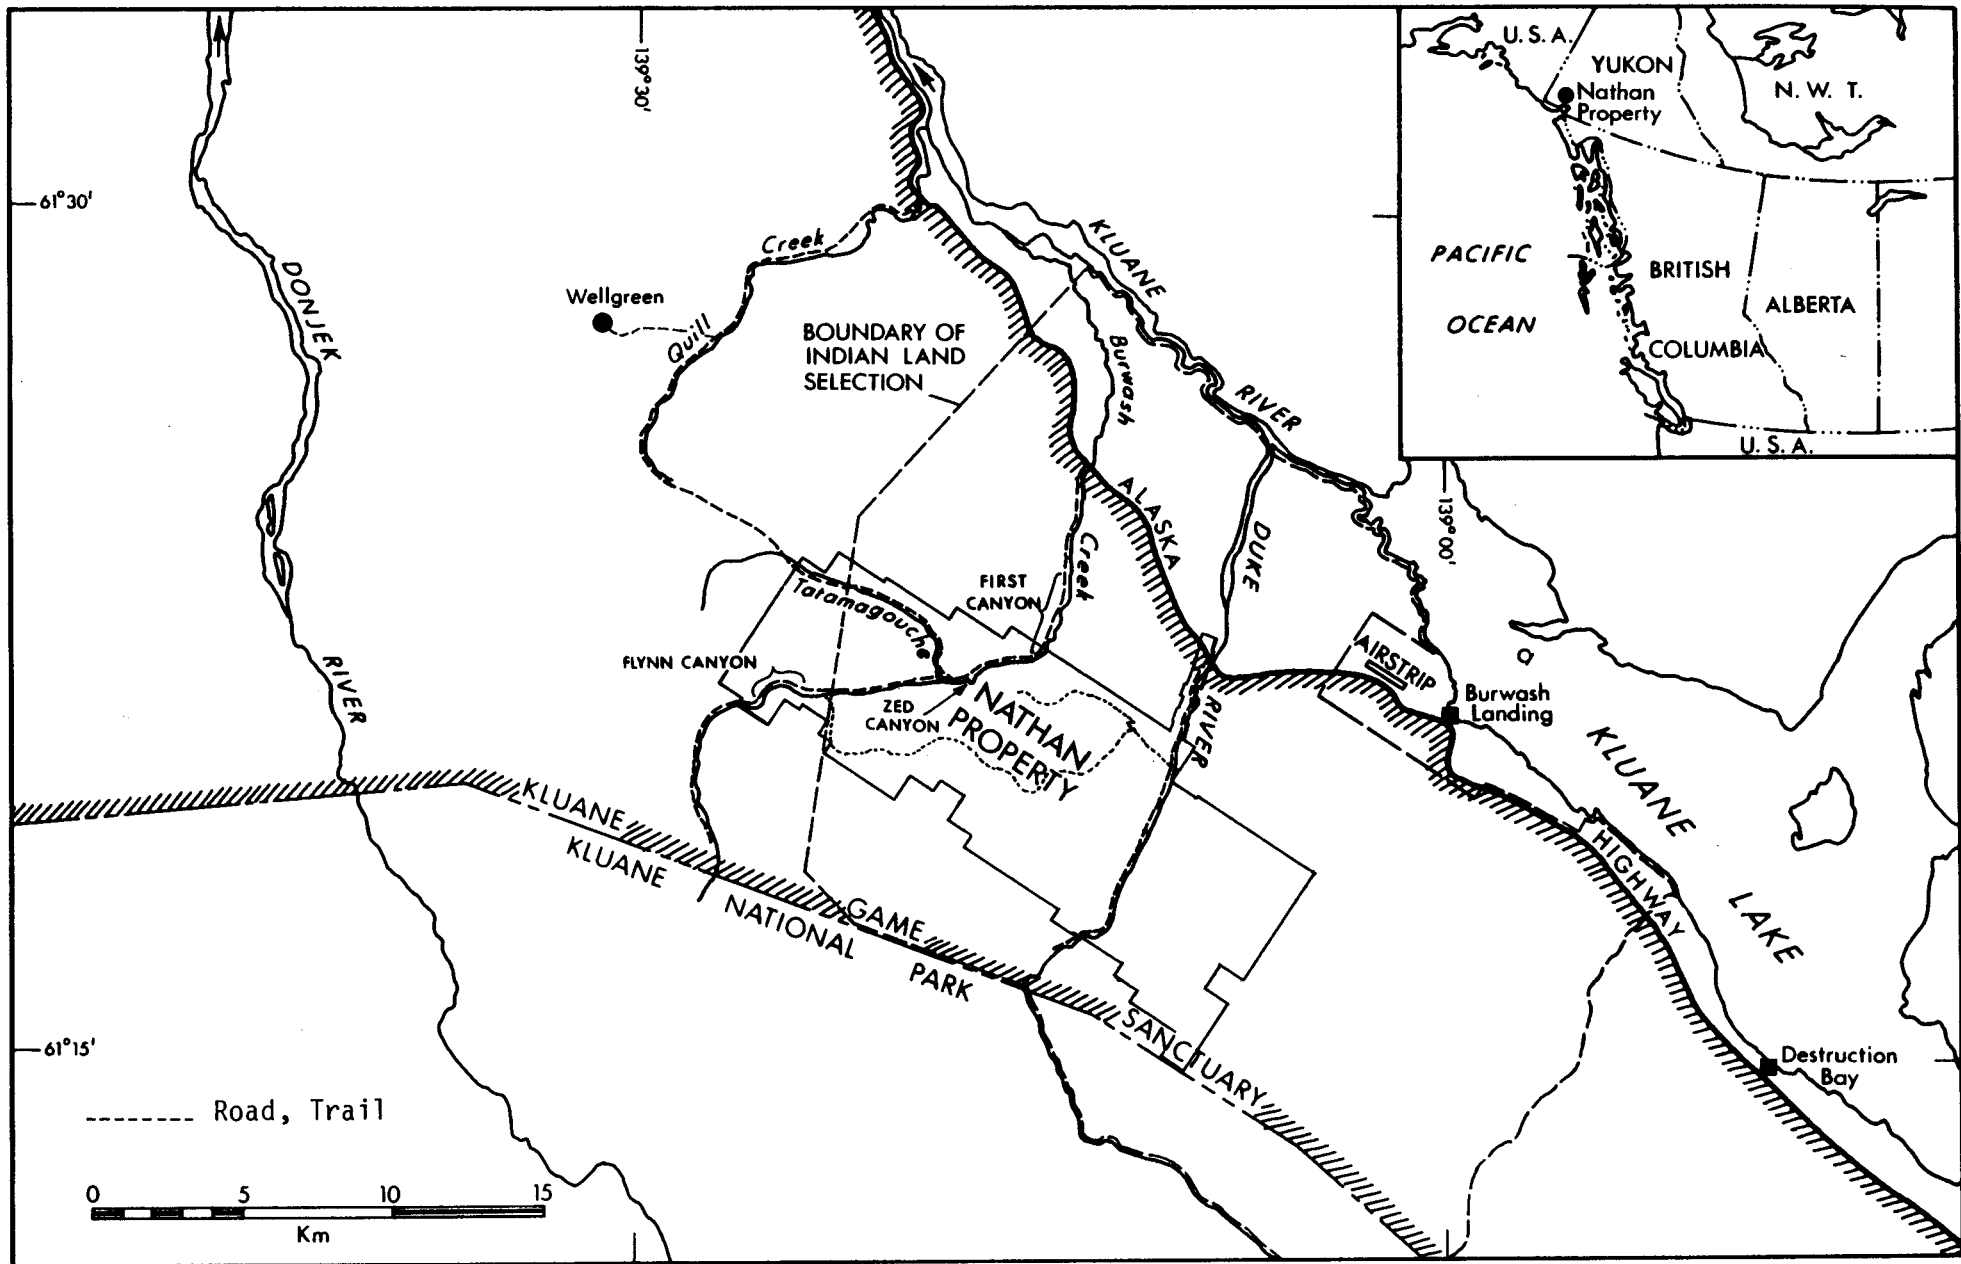 139°30'
61°30'
Creek
Quill
Wellgreen
DONJEK
RIVER
BOUNDARY OF
INDIAN LAND
SELECTION
KLUANE
RIVER
Burwash
Creek
ALASKA
DUKE
RIVER
FIRST
CANYON
Tatamagouche
FLYNN CANYON
ZED
CANYON
NATHAN
PROPERTY
139°00'
AIRSTRIP
Burwash
Landing
KLUANE
LAKE
HIGHWAY
KLUANE
GAME
SANCTUARY
KLUANE
NATIONAL
PARK
Destruction
Bay
61°15'
Road, Trail
0 5 10 15
Km
U.S.A.
YUKON
Nathan
Property
N.W.T.
PACIFIC
OCEAN
BRITISH
COLUMBIA
ALBERTA
U.S.A.